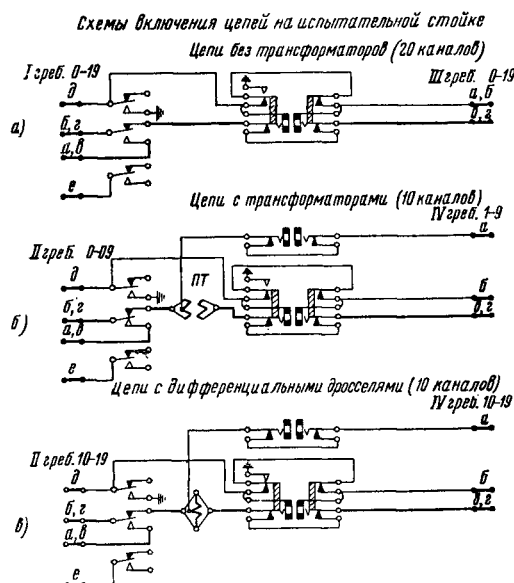 Схемы включения цепей на испытательной стойке
Цепи без трансформаторов (20 каналов)
I греб. 0-19
III греб. 0-19
д
а,б
б,г
в,г
а)
а,в
е
Цепи с трансформаторами (10 каналов)
IV греб. 1-9
а
II греб. 0-09
д
ПТ
б
б,г
в,г
б)
а,в
е
Цепи с дифференциальными дросселями (10 каналов)
IV греб. 10-19
а
II греб. 10-19
д
б
б,г
в,г
в)
а,в
е